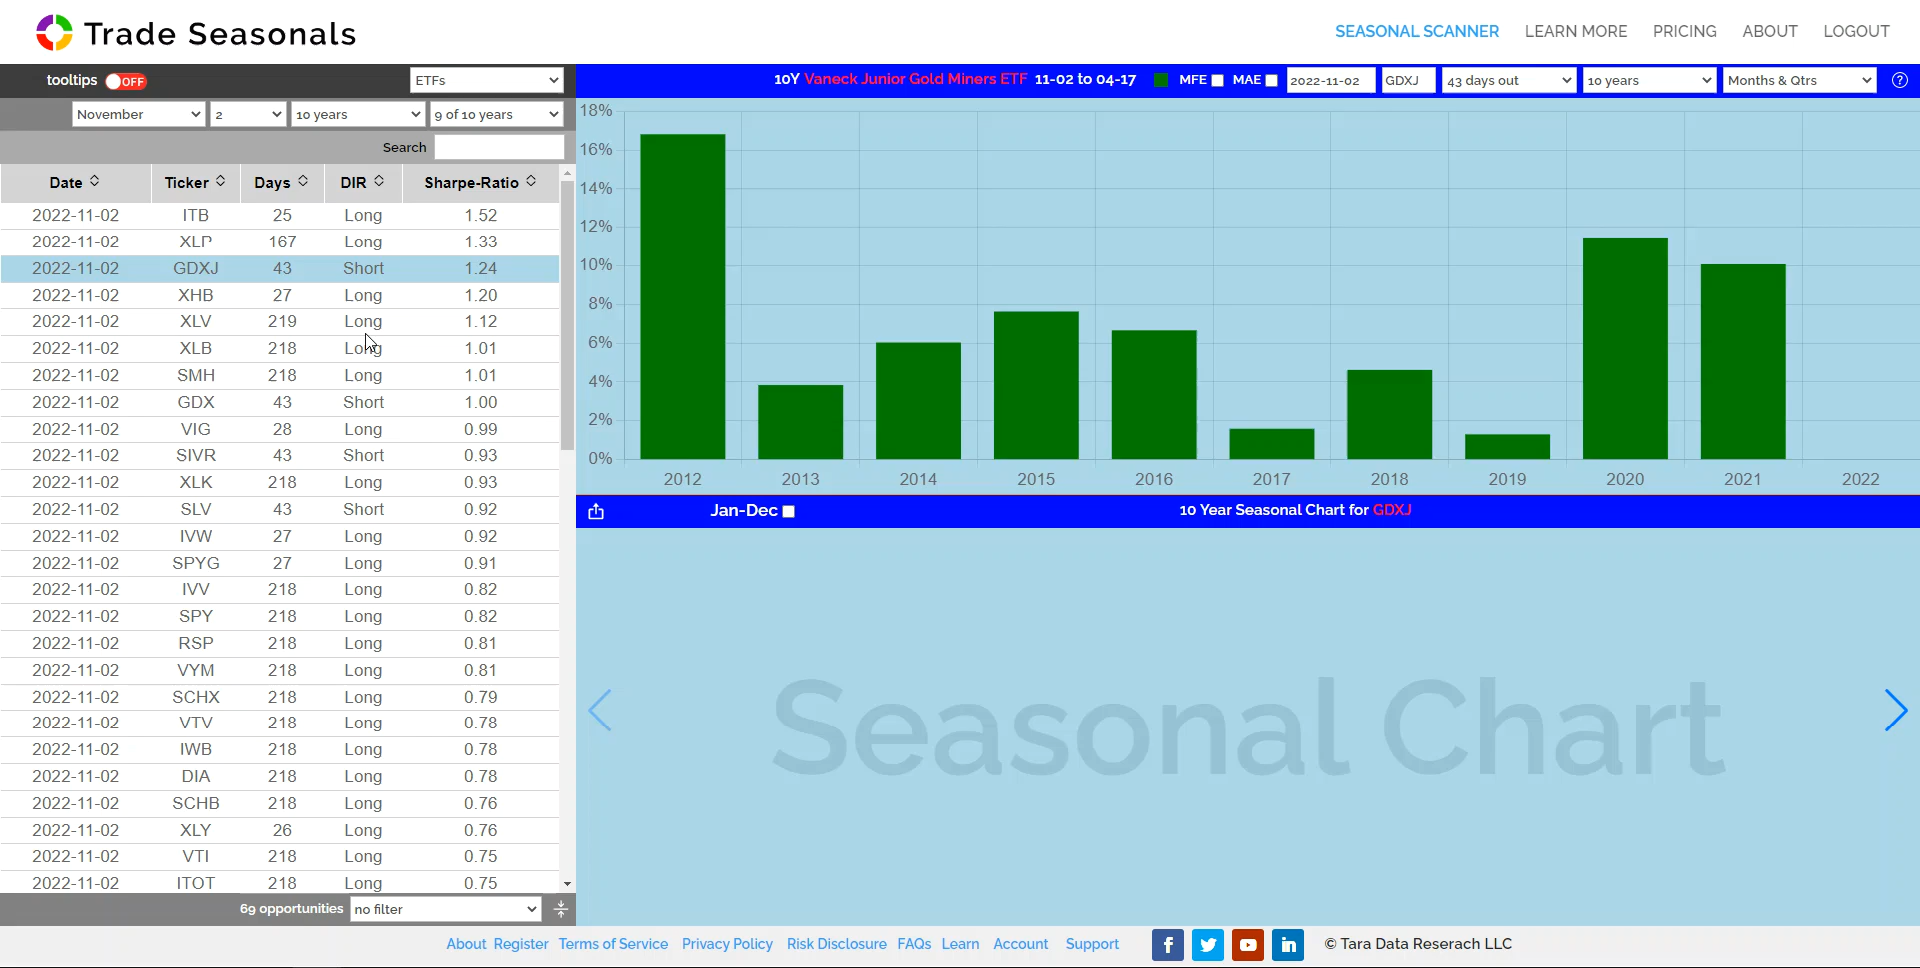 Trade Seasonals
SEASONAL SCANNER LEARN MORE PRICING ABOUT LOGOUT
tooltips OFF ETFs
November 2 10 years 9 of 10 years
Search
Date Ticker Days DIR Sharpe-Ratio
2022-11-02 ITB 25 Long 1.52
2022-11-02 XLP 167 Long 1.33
2022-11-02 GDXJ 43 Short 1.24
2022-11-02 XHB 27 Long 1.20
2022-11-02 XLV 219 Long 1.12
2022-11-02 XLB 218 Long 1.01
2022-11-02 SMH 218 Long 1.01
2022-11-02 GDX 43 Short 1.00
2022-11-02 VIG 28 Long 0.99
2022-11-02 SIVR 43 Short 0.93
2022-11-02 XLK 218 Long 0.93
2022-11-02 SLV 43 Short 0.92
2022-11-02 IVW 27 Long 0.92
2022-11-02 SPYG 27 Long 0.91
2022-11-02 IVV 218 Long 0.82
2022-11-02 SPY 218 Long 0.82
2022-11-02 RSP 218 Long 0.81
2022-11-02 VYM 218 Long 0.81
2022-11-02 SCHX 218 Long 0.79
2022-11-02 VTV 218 Long 0.78
2022-11-02 IWB 218 Long 0.78
2022-11-02 DIA 218 Long 0.78
2022-11-02 SCHB 218 Long 0.76
2022-11-02 XLY 26 Long 0.76
2022-11-02 VTI 218 Long 0.75
2022-11-02 ITOT 218 Long 0.75
69 opportunities no filter
10Y Vaneck Junior Gold Miners ETF 11-02 to 04-17 MFE MAE 2022-11-02 GDXJ 43 days out 10 years Months & Qtrs ?
18%
16%
14%
12%
10%
8%
6%
4%
2%
0%
2012 2013 2014 2015 2016 2017 2018 2019 2020 2021 2022
Jan-Dec 10 Year Seasonal Chart for GDXJ
Seasonal Chart
About Register Terms of Service Privacy Policy Risk Disclosure FAQs Learn Account Support © Tara Data Reserach LLC